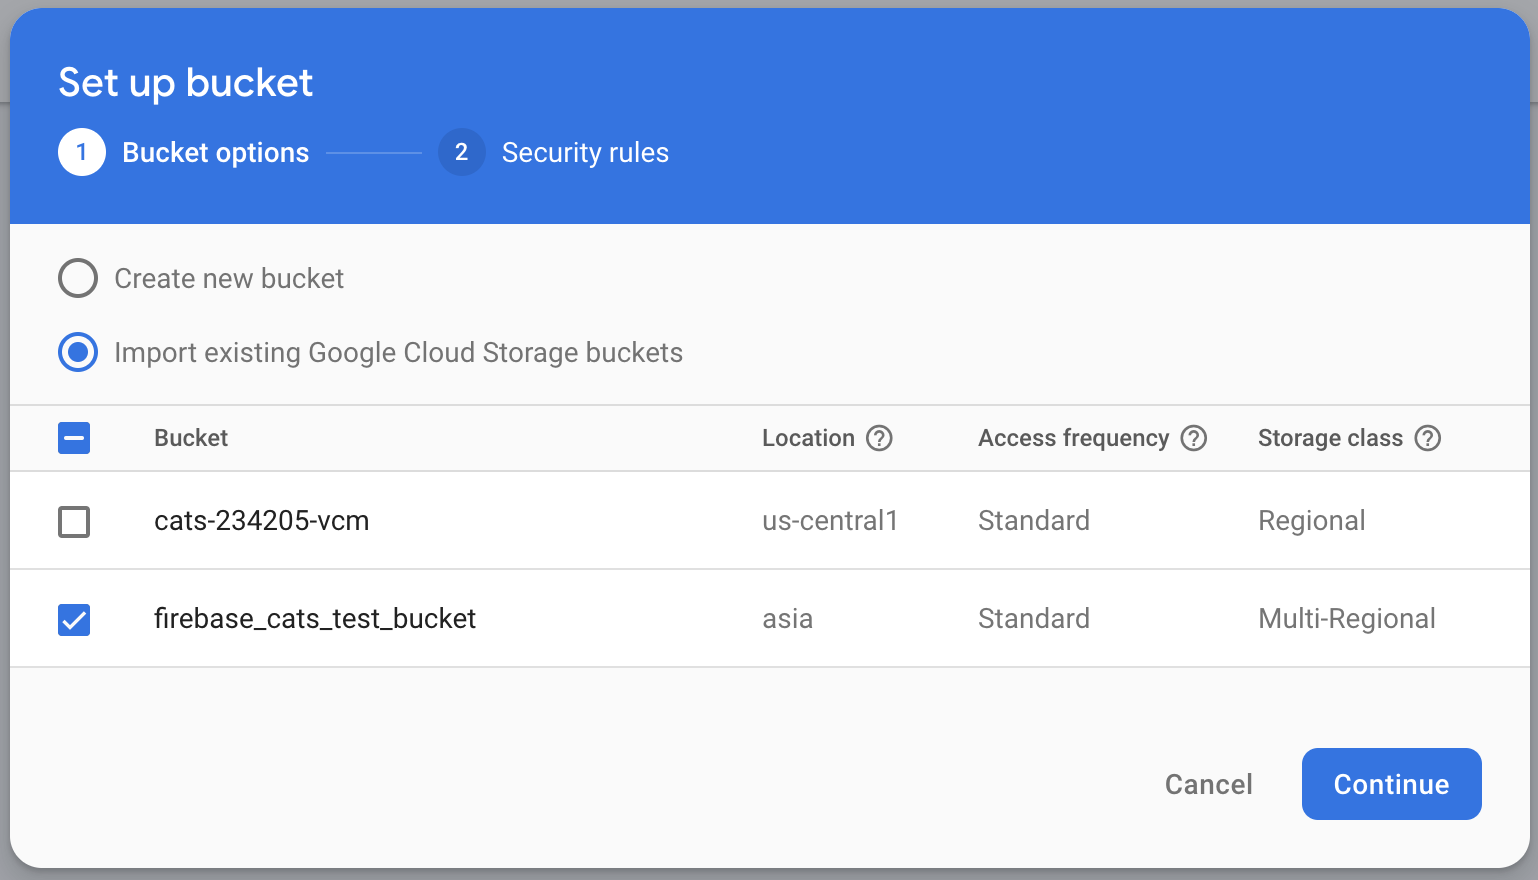 Set up bucket
1 Bucket options 2 Security rules
Create new bucket
Import existing Google Cloud Storage buckets
Bucket Location ? Access frequency ? Storage class ?
cats-234205-vcm us-central1 Standard Regional
firebase_cats_test_bucket asia Standard Multi-Regional
Cancel Continue